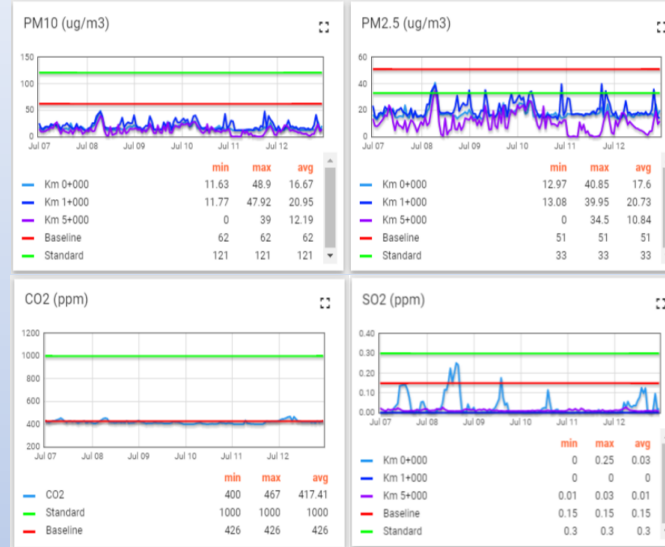 PM10 (ug/m3)
150
100
50
0
Jul 07 Jul 08 Jul 09 Jul 10 Jul 11 Jul 12
min max avg
Km 0+000 11.63 48.9 16.67
Km 1+000 11.77 47.92 20.95
Km 5+000 0 39 12.19
Baseline 62 62 62
Standard 121 121 121
PM2.5 (ug/m3)
60
40
20
0
Jul 07 Jul 08 Jul 09 Jul 10 Jul 11 Jul 12
min max avg
Km 0+000 12.97 40.85 17.6
Km 1+000 13.08 39.95 20.73
Km 5+000 0 34.5 10.84
Baseline 51 51 51
Standard 33 33 33
CO2 (ppm)
1200
1000
800
600
400
200
Jul 07 Jul 08 Jul 09 Jul 10 Jul 11 Jul 12
min max avg
CO2 400 467 417.41
Standard 1000 1000 1000
Baseline 426 426 426
SO2 (ppm)
0.40
0.30
0.20
0.10
0.00
Jul 07 Jul 08 Jul 09 Jul 10 Jul 11 Jul 12
min max avg
Km 0+000 0 0.25 0.03
Km 1+000 0 0 0
Km 5+000 0.01 0.03 0.01
Baseline 0.15 0.15 0.15
Standard 0.3 0.3 0.3